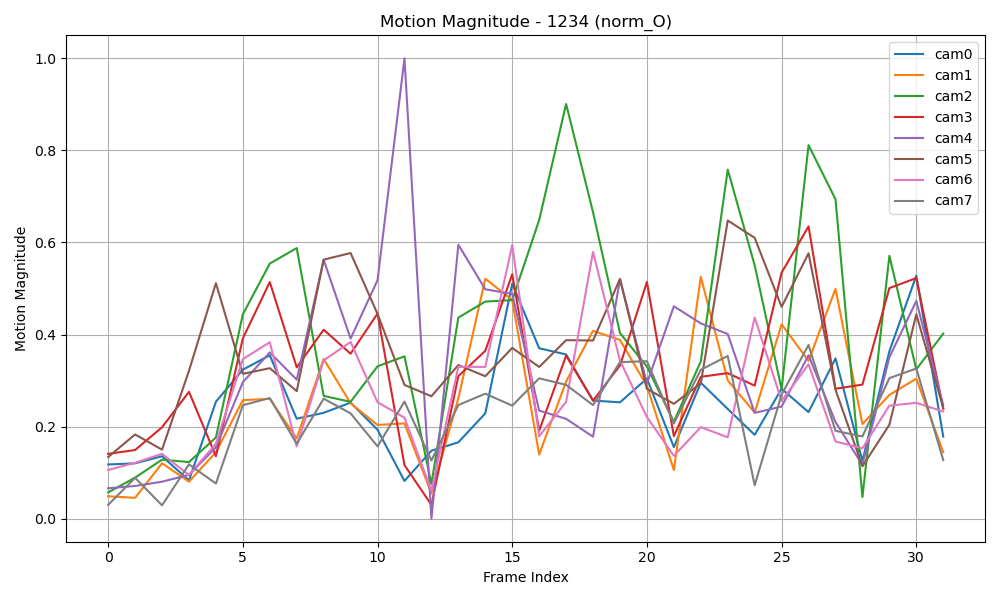 Motion Magnitude - 1234 (norm_O)
1.0
0.8
0.6
0.4
0.2
0.0
Motion Magnitude
cam0
cam1
cam2
cam3
cam4
cam5
cam6
cam7
0 5 10 15 20 25 30
Frame Index